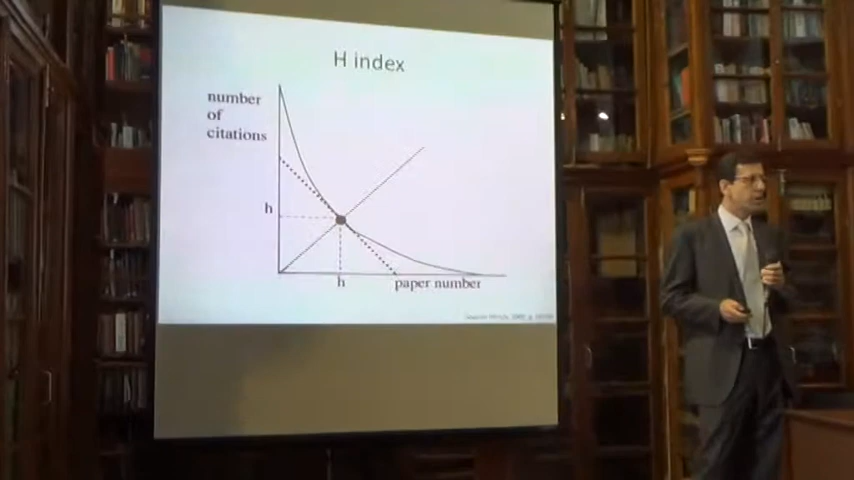 H index
number
of
citations
h
h
paper number